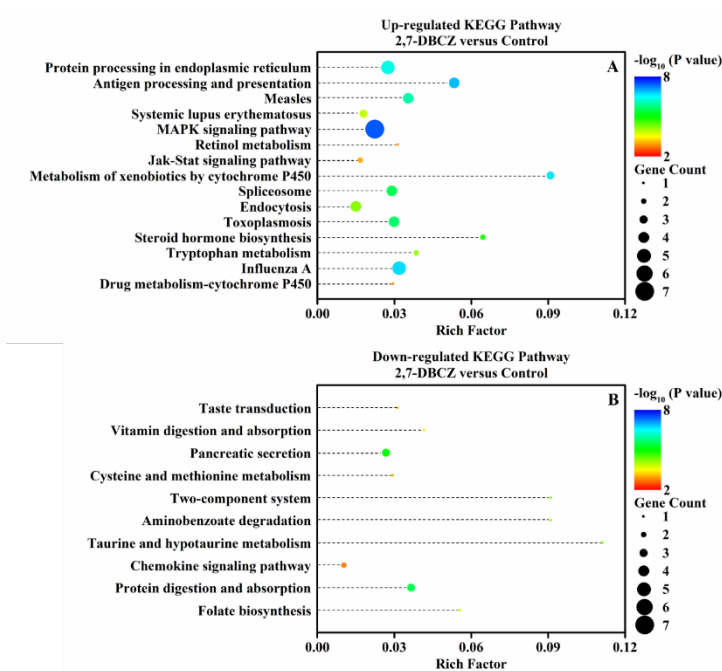 Up-regulated KEGG Pathway
2,7-DBCZ versus Control
A
Protein processing in endoplasmic reticulum
Antigen processing and presentation
Measles
Systemic lupus erythematosus
MAPK signaling pathway
Retinol metabolism
Jak-Stat signaling pathway
Metabolism of xenobiotics by cytochrome P450
Spliceosome
Endocytosis
Toxoplasmosis
Steroid hormone biosynthesis
Tryptophan metabolism
Influenza A
Drug metabolism-cytochrome P450
0.00 0.03 0.06 0.09 0.12
Rich Factor
-log10 (P value)
8
2
Gene Count
1
2
3
4
5
6
7
Down-regulated KEGG Pathway
2,7-DBCZ versus Control
B
Taste transduction
Vitamin digestion and absorption
Pancreatic secretion
Cysteine and methionine metabolism
Two-component system
Aminobenzoate degradation
Taurine and hypotaurine metabolism
Chemokine signaling pathway
Protein digestion and absorption
Folate biosynthesis
0.00 0.03 0.06 0.09 0.12
Rich Factor
-log10 (P value)
8
2
Gene Count
1
2
3
4
5
6
7